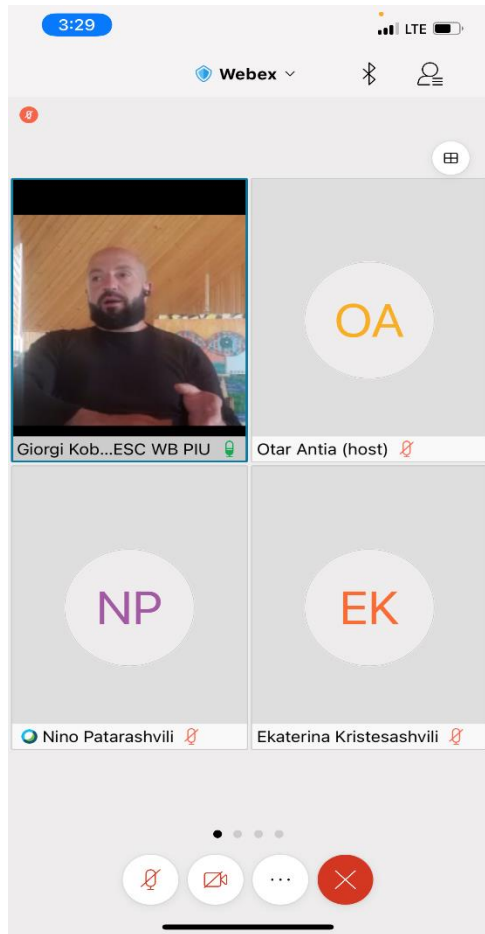 3:29
LTE
Webex
OA
Giorgi Kob...ESC WB PIU
Otar Antia (host)
NP
EK
Nino Patarashvili
Ekaterina Kristesashvili